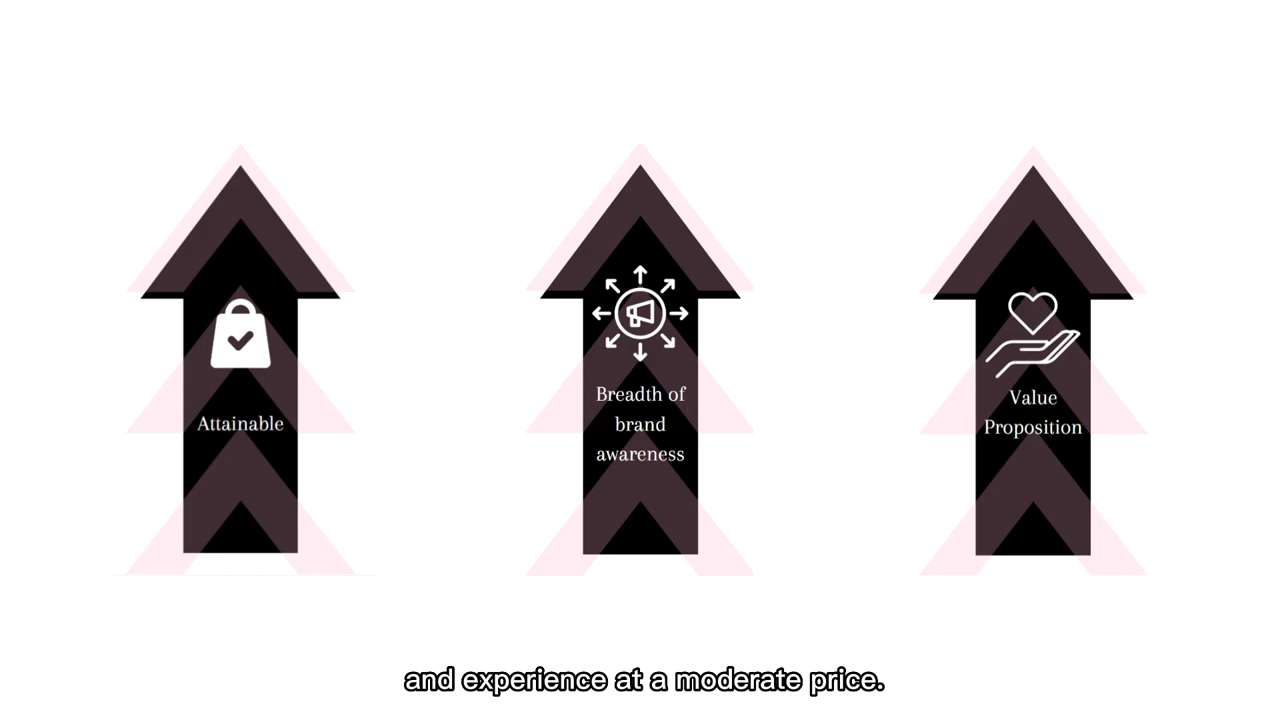 Attainable
Breadth of
brand
awareness
Value
Proposition
and experience at a moderate price.